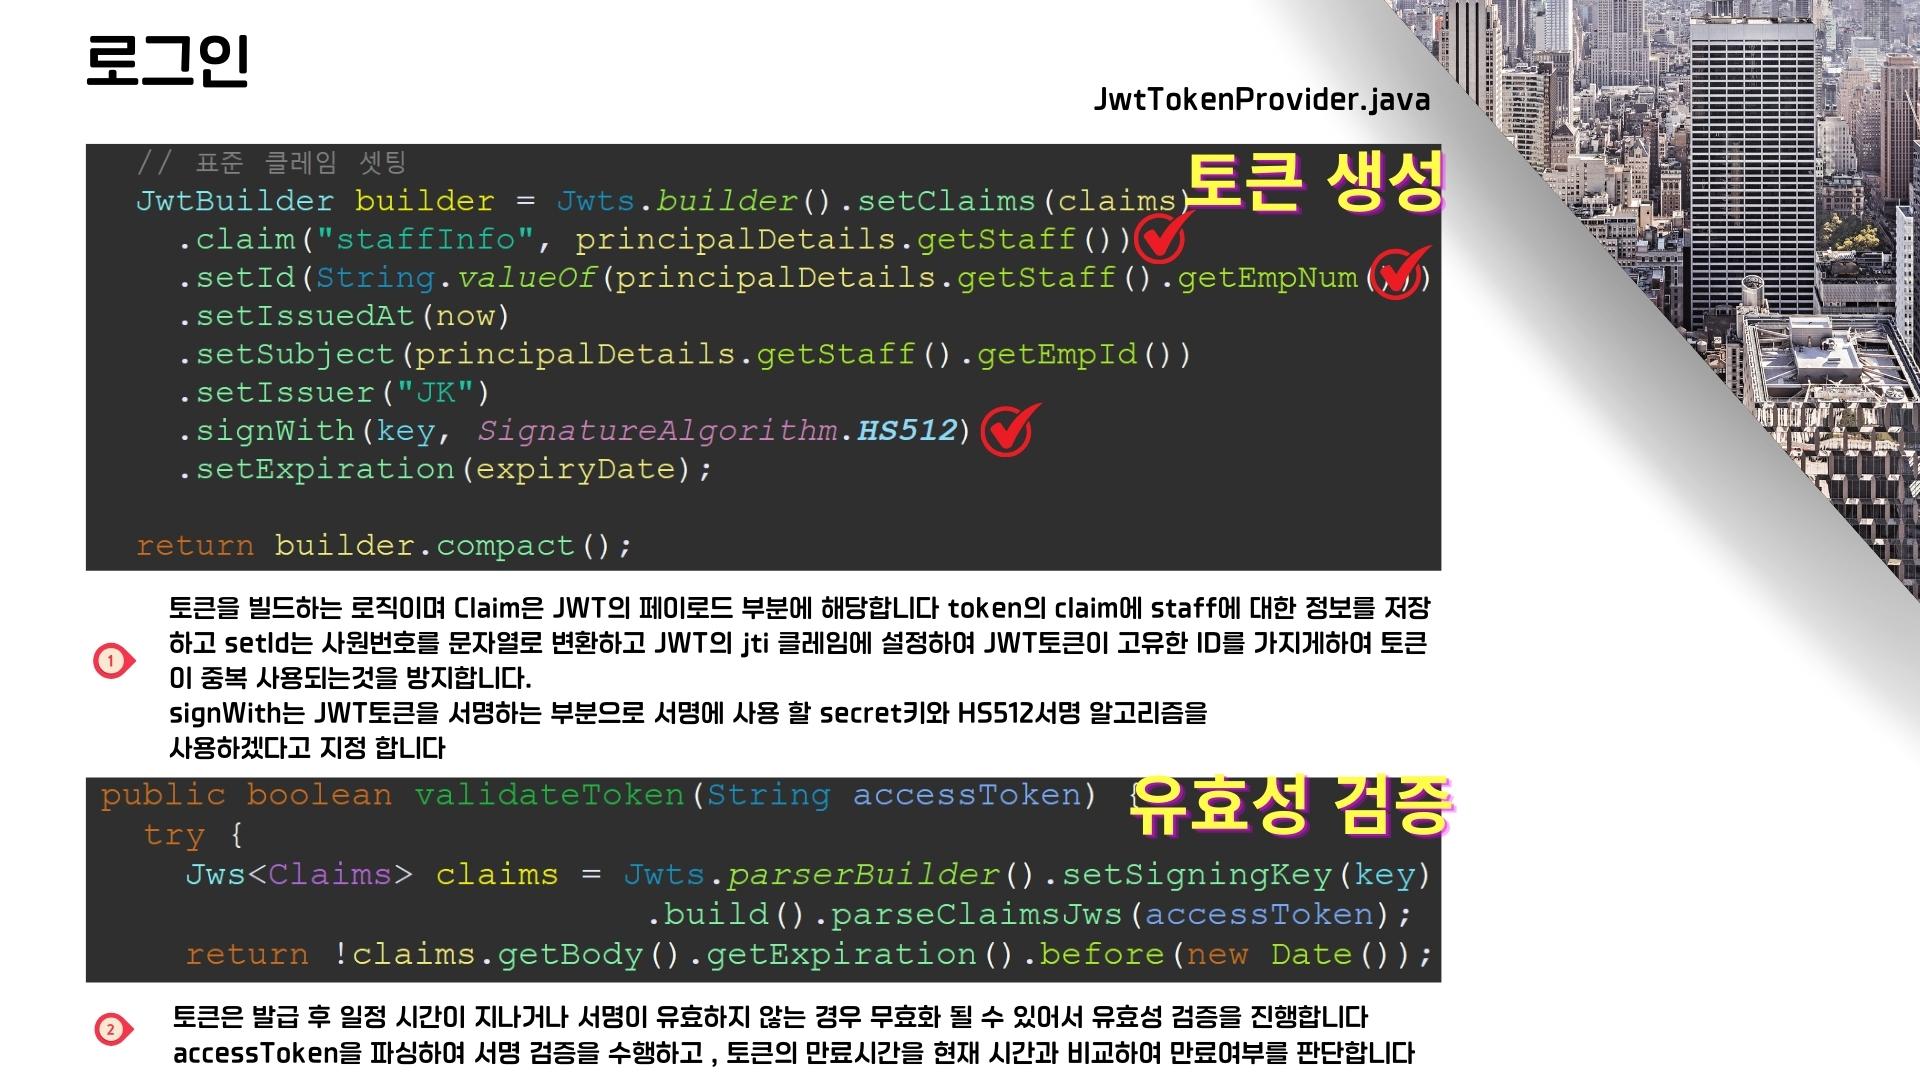 로그인
JwtTokenProvider.java
토큰 생성
// 표준 클레임 셋팅
JwtBuilder builder = Jwts.builder().setClaims(claims)
.claim("staffInfo", principalDetails.getStaff())
.setId(String.valueOf(principalDetails.getStaff().getEmpNum()))
.setIssuedAt(now)
.setSubject(principalDetails.getStaff().getEmpId())
.setIssuer("JK")
.signWith(key, SignatureAlgorithm.HS512)
.setExpiration(expiryDate);
return builder.compact();
1
토큰을 빌드하는 로직이며 Claim은 JWT의 페이로드 부분에 해당합니다 token의 claim에 staff에 대한 정보를 저장
하고 setId는 사원번호를 문자열로 변환하고 JWT의 jti 클레임에 설정하여 JWT토큰이 고유한 ID를 가지게하여 토큰
이 중복 사용되는것을 방지합니다.
signWith는 JWT토큰을 서명하는 부분으로 서명에 사용 할 secret키와 HS512서명 알고리즘을
사용하겠다고 지정 합니다
유효성 검증
public boolean validateToken(String accessToken) {
try {
Jws<Claims> claims = Jwts.parserBuilder().setSigningKey(key)
.build().parseClaimsJws(accessToken);
return !claims.getBody().getExpiration().before(new Date());
2
토큰은 발급 후 일정 시간이 지나거나 서명이 유효하지 않는 경우 무효화 될 수 있어서 유효성 검증을 진행합니다
accessToken을 파싱하여 서명 검증을 수행하고 , 토큰의 만료시간을 현재 시간과 비교하여 만료여부를 판단합니다